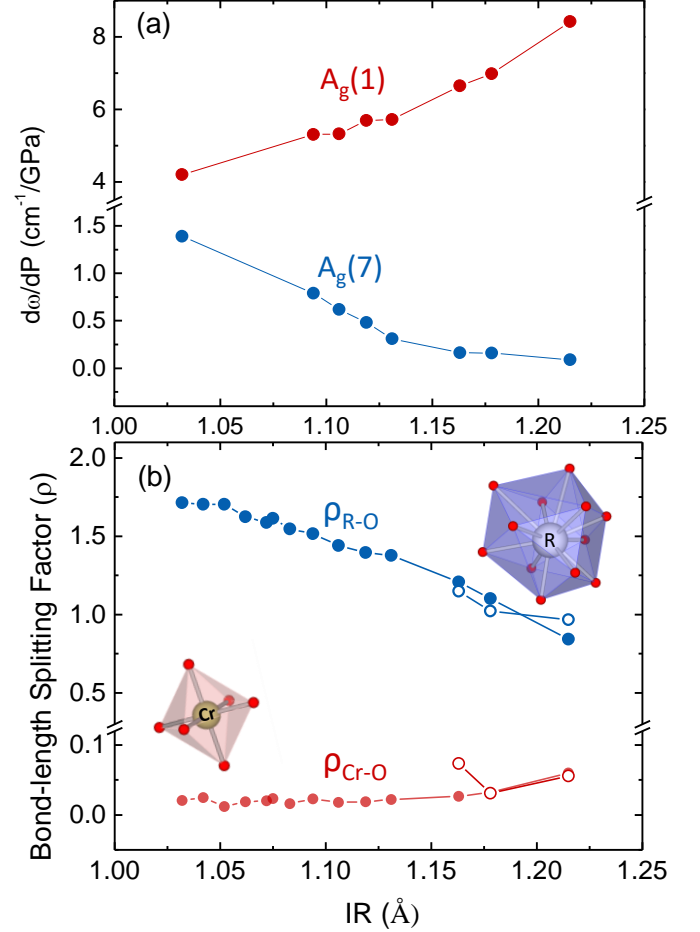 (a)
A_g(1)
A_g(7)
dω/dP (cm⁻¹/GPa)
8
6
4
1.5
1.0
0.5
0.0
1.00 1.05 1.10 1.15 1.20 1.25
(b)
ρ_R-O
R
Cr
ρ_Cr-O
Bond-length Splitting Factor (ρ)
2.0
1.5
1.0
0.5
0.1
0.0
1.00 1.05 1.10 1.15 1.20 1.25
IR (Å)